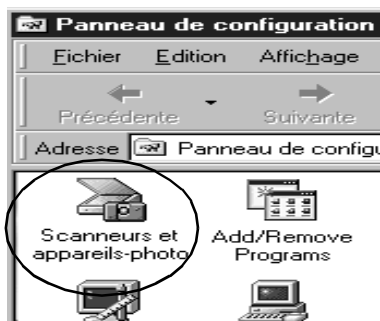 Panneau de configuration
Fichier Edition Affichage
Précédente Suivante
Adresse Panneau de configu
Scanneurs et
appareils-photo
Add/Remove
Programs